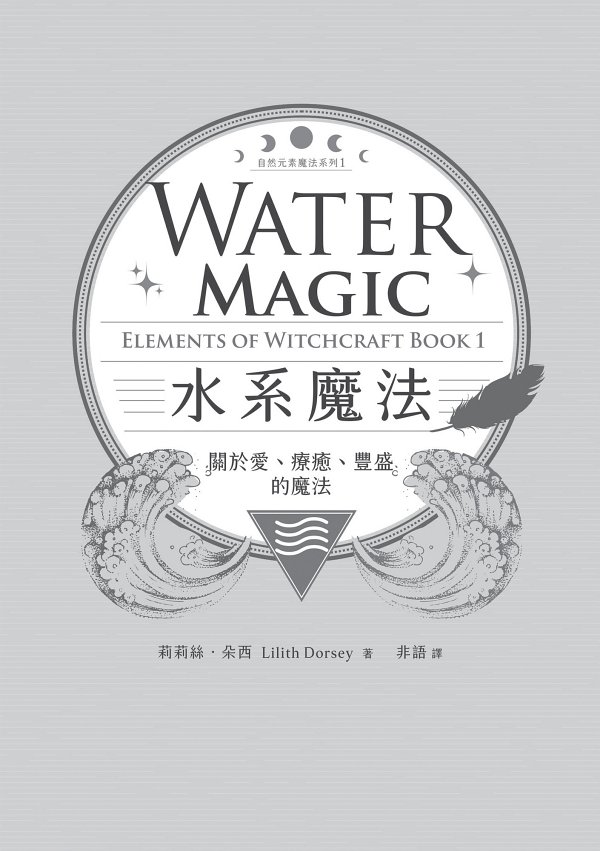 自然元素魔法系列1
WATER
MAGIC
ELEMENTS OF WITCHCRAFT BOOK 1
水系魔法
關於愛、療癒、豐盛
的魔法
莉莉絲・朵西 Lilith Dorsey 著 非語 譯